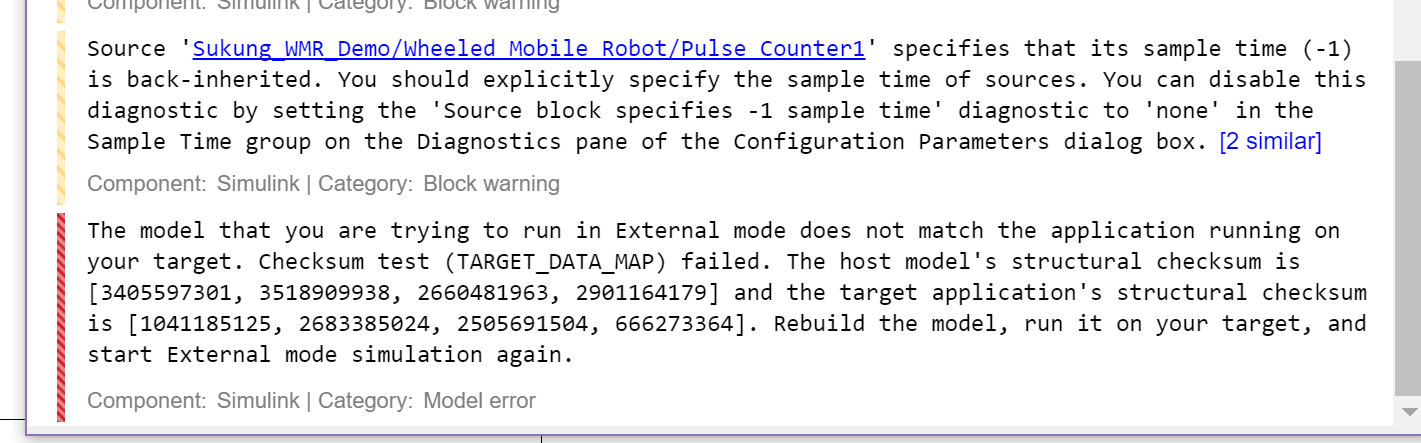 Component: Simulink | Category: Block warning
Source 'Sukung_WMR_Demo/Wheeled Mobile Robot/Pulse Counter1' specifies that its sample time (-1)
is back-inherited. You should explicitly specify the sample time of sources. You can disable this
diagnostic by setting the 'Source block specifies -1 sample time' diagnostic to 'none' in the
Sample Time group on the Diagnostics pane of the Configuration Parameters dialog box. [2 similar]
Component: Simulink | Category: Block warning
The model that you are trying to run in External mode does not match the application running on
your target. Checksum test (TARGET_DATA_MAP) failed. The host model's structural checksum is
[3405597301, 3518909938, 2660481963, 2901164179] and the target application's structural checksum
is [1041185125, 2683385024, 2505691504, 666273364]. Rebuild the model, run it on your target, and
start External mode simulation again.
Component: Simulink | Category: Model error